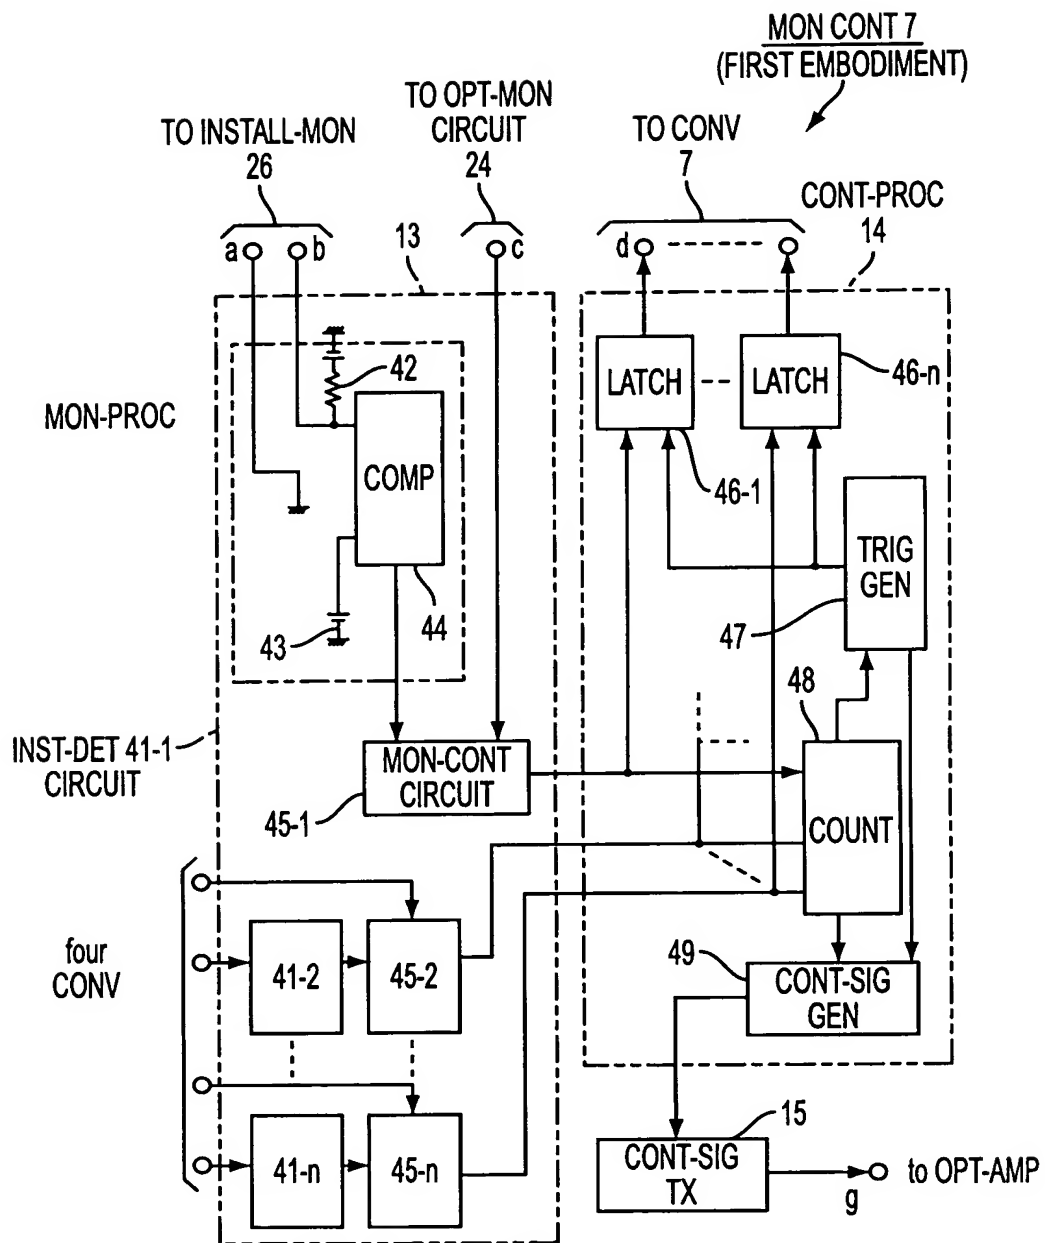 MON CONT 7
(FIRST EMBODIMENT)
TO OPT-MON
CIRCUIT
24
TO INSTALL-MON
26
TO CONV
7
CONT-PROC
14
a
b
13
c
d
42
LATCH
LATCH
46-n
MON-PROC
COMP
46-1
TRIG
GEN
43
44
47
48
INST-DET 41-1
CIRCUIT
MON-CONT
CIRCUIT
45-1
COUNT
four
CONV
41-2
45-2
49
CONT-SIG
GEN
41-n
45-n
15
CONT-SIG
TX
g
to OPT-AMP